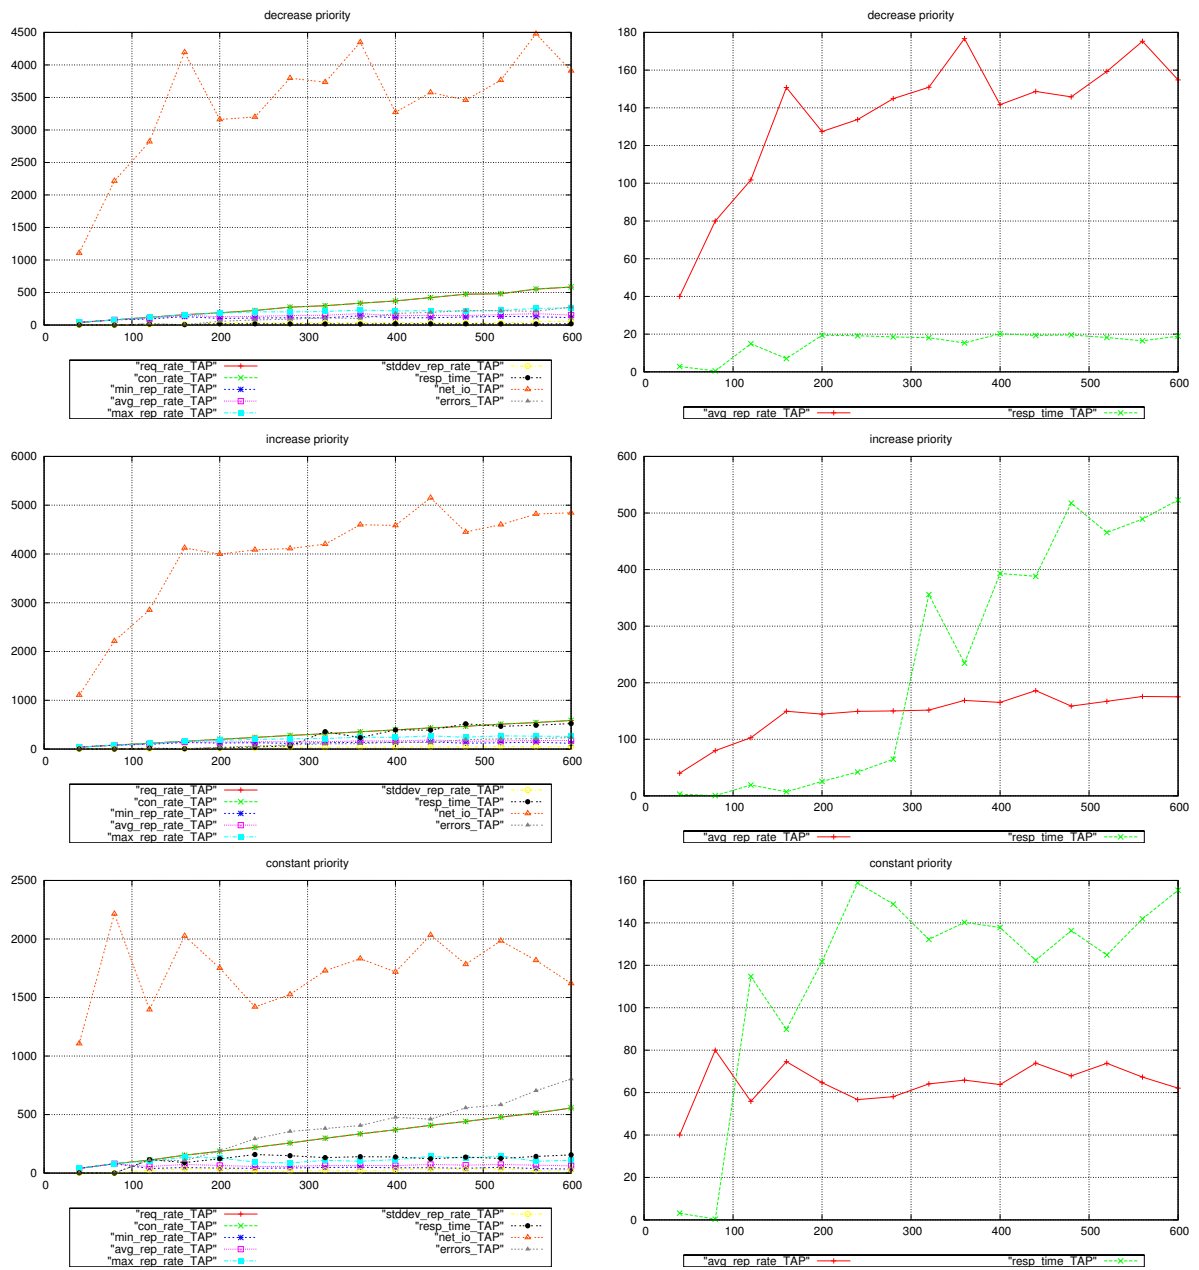 decrease priority
4500
4000
3500
3000
2500
2000
1500
1000
500
0
0 100 200 300 400 500 600
"req_rate_TAP"
"con_rate_TAP"
"min_rep_rate_TAP"
"avg_rep_rate_TAP"
"max_rep_rate_TAP"
"stddev_rep_rate_TAP"
"resp_time_TAP"
"net_io_TAP"
"errors_TAP"
decrease priority
180
160
140
120
100
80
60
40
20
0
0 100 200 300 400 500 600
"avg_rep_rate_TAP"
"resp_time_TAP"
increase priority
6000
5000
4000
3000
2000
1000
0
0 100 200 300 400 500 600
"req_rate_TAP"
"con_rate_TAP"
"min_rep_rate_TAP"
"avg_rep_rate_TAP"
"max_rep_rate_TAP"
"stddev_rep_rate_TAP"
"resp_time_TAP"
"net_io_TAP"
"errors_TAP"
increase priority
600
500
400
300
200
100
0
0 100 200 300 400 500 600
"avg_rep_rate_TAP"
"resp_time_TAP"
constant priority
2500
2000
1500
1000
500
0
0 100 200 300 400 500 600
"req_rate_TAP"
"con_rate_TAP"
"min_rep_rate_TAP"
"avg_rep_rate_TAP"
"max_rep_rate_TAP"
"stddev_rep_rate_TAP"
"resp_time_TAP"
"net_io_TAP"
"errors_TAP"
constant priority
160
140
120
100
80
60
40
20
0
0 100 200 300 400 500 600
"avg_rep_rate_TAP"
"resp_time_TAP"